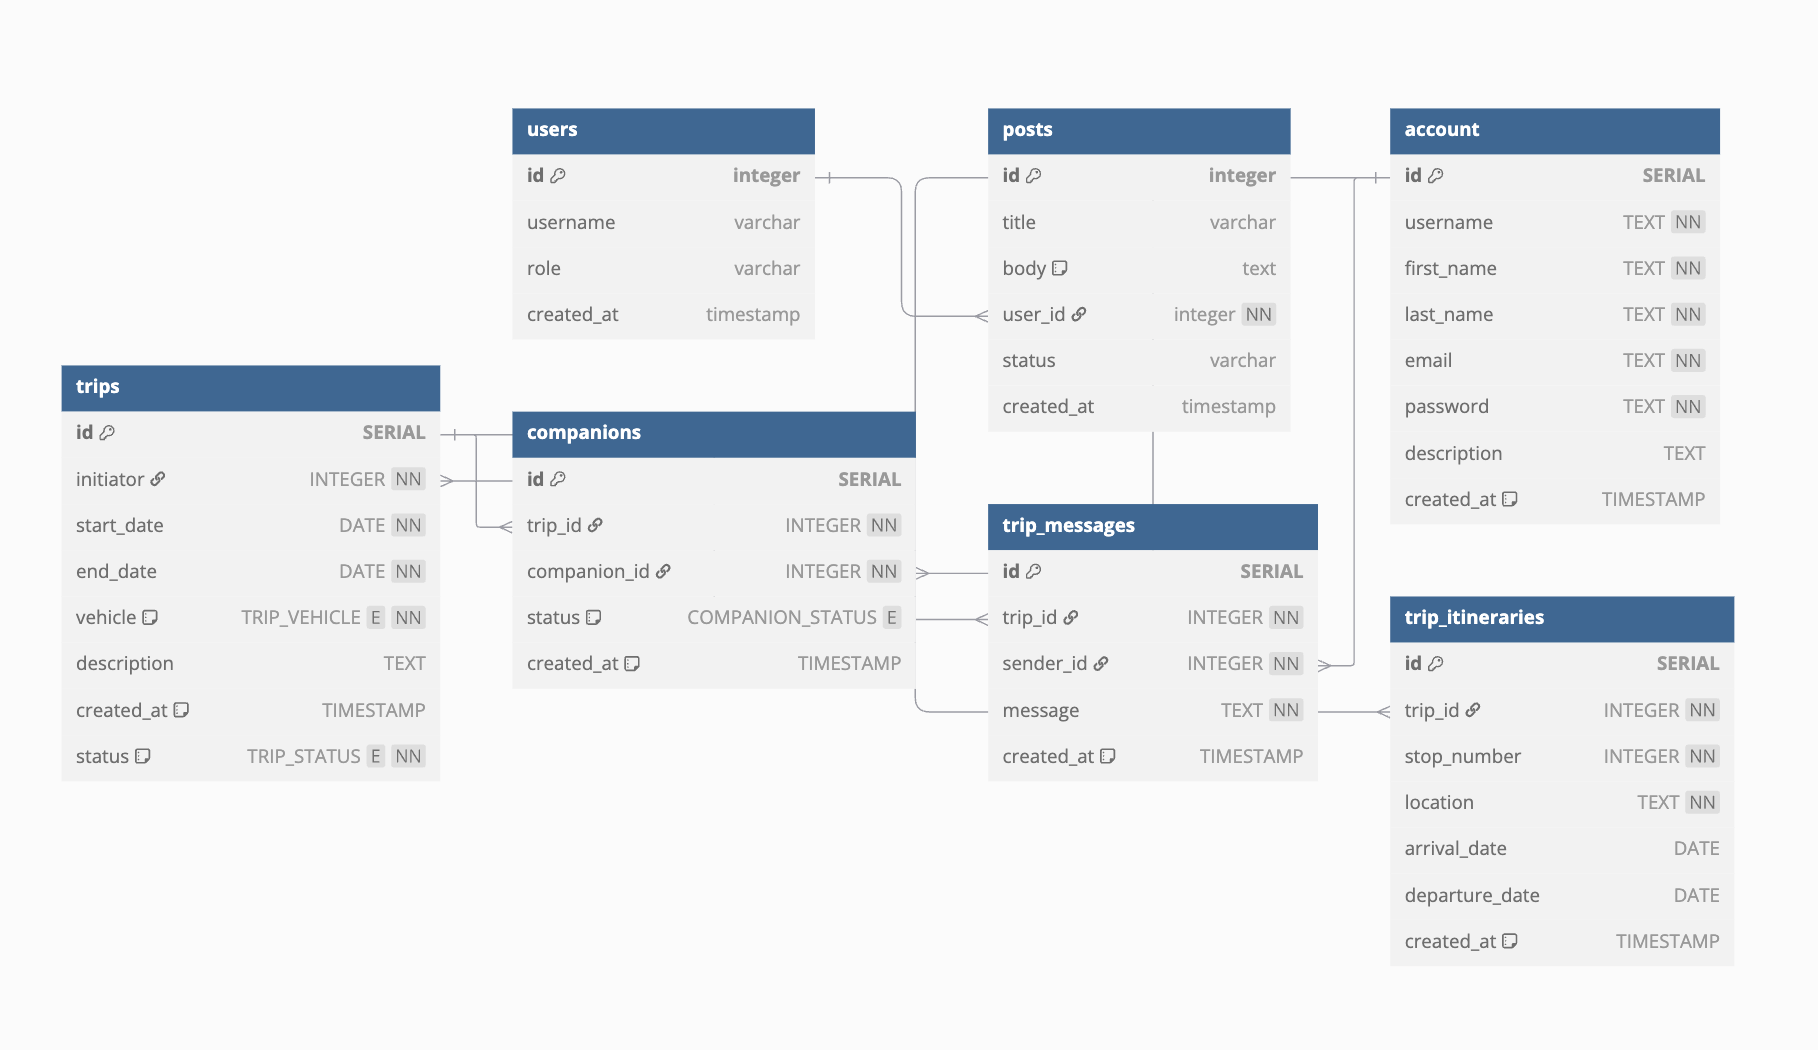 users
id integer
username varchar
role varchar
created_at timestamp
posts
id integer
title varchar
body text
user_id integer NN
status varchar
created_at timestamp
account
id SERIAL
username TEXT NN
first_name TEXT NN
last_name TEXT NN
email TEXT NN
password TEXT NN
description TEXT
created_at TIMESTAMP
trips
id SERIAL
initiator INTEGER NN
start_date DATE NN
end_date DATE NN
vehicle TRIP_VEHICLE E NN
description TEXT
created_at TIMESTAMP
status TRIP_STATUS E NN
companions
id SERIAL
trip_id INTEGER NN
companion_id INTEGER NN
status COMPANION_STATUS E
created_at TIMESTAMP
trip_messages
id SERIAL
trip_id INTEGER NN
sender_id INTEGER NN
message TEXT NN
created_at TIMESTAMP
trip_itineraries
id SERIAL
trip_id INTEGER NN
stop_number INTEGER NN
location TEXT NN
arrival_date DATE
departure_date DATE
created_at TIMESTAMP